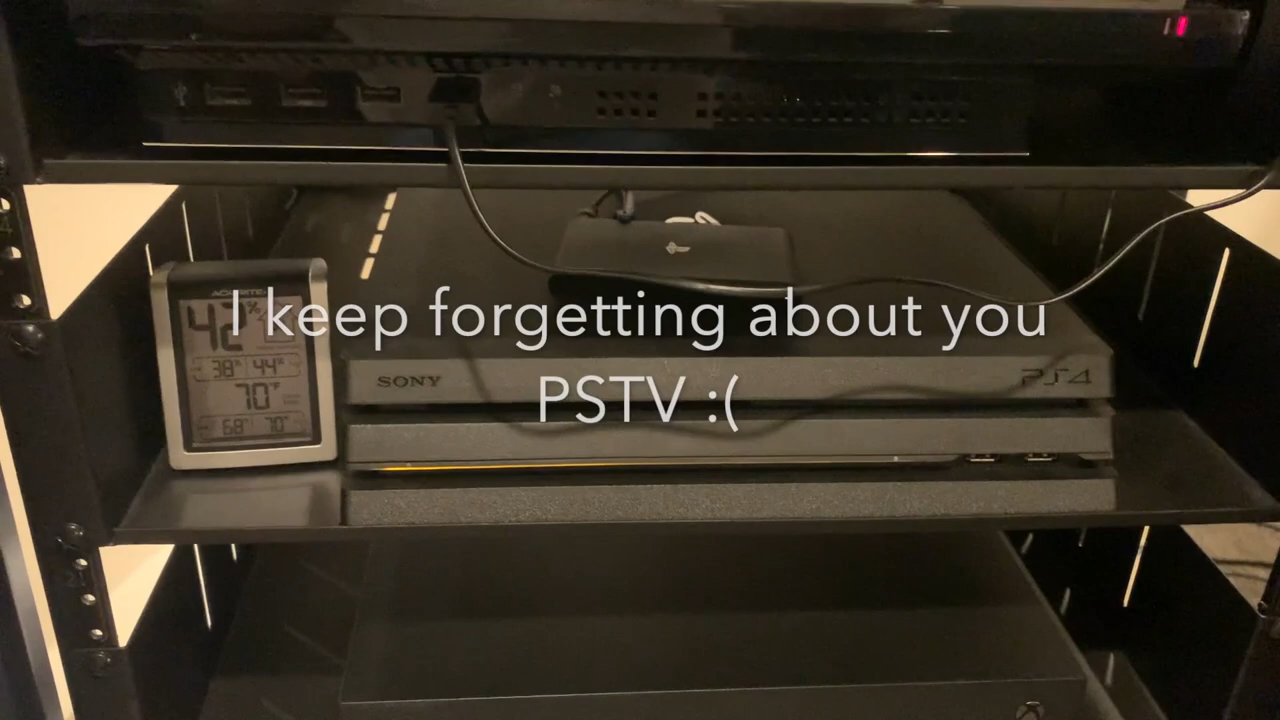 ACURITE
42%
38% 44%
70°F
68° 70°
I keep forgetting about you
PSTV :(
SONY
PS4